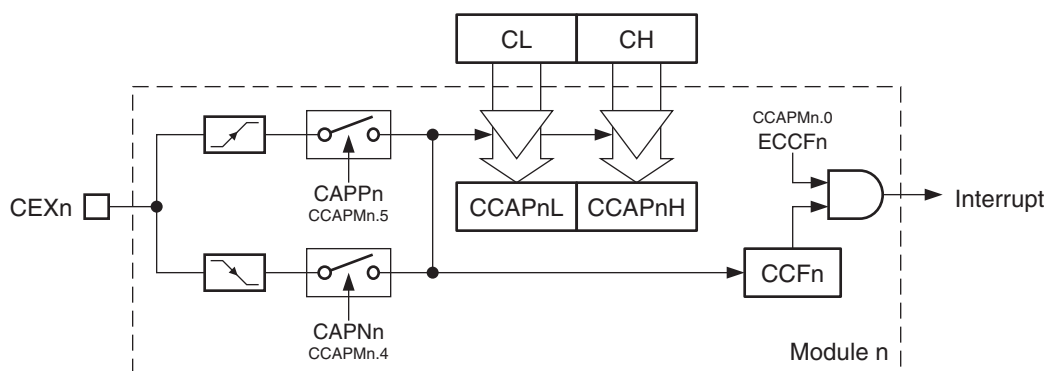 CL CH
CCAPMn.0
ECCFn
CAPPn
CCAPMn.5
CEXn
CCAPnL CCAPnH
Interrupt
CCFn
CAPNn
CCAPMn.4
Module n